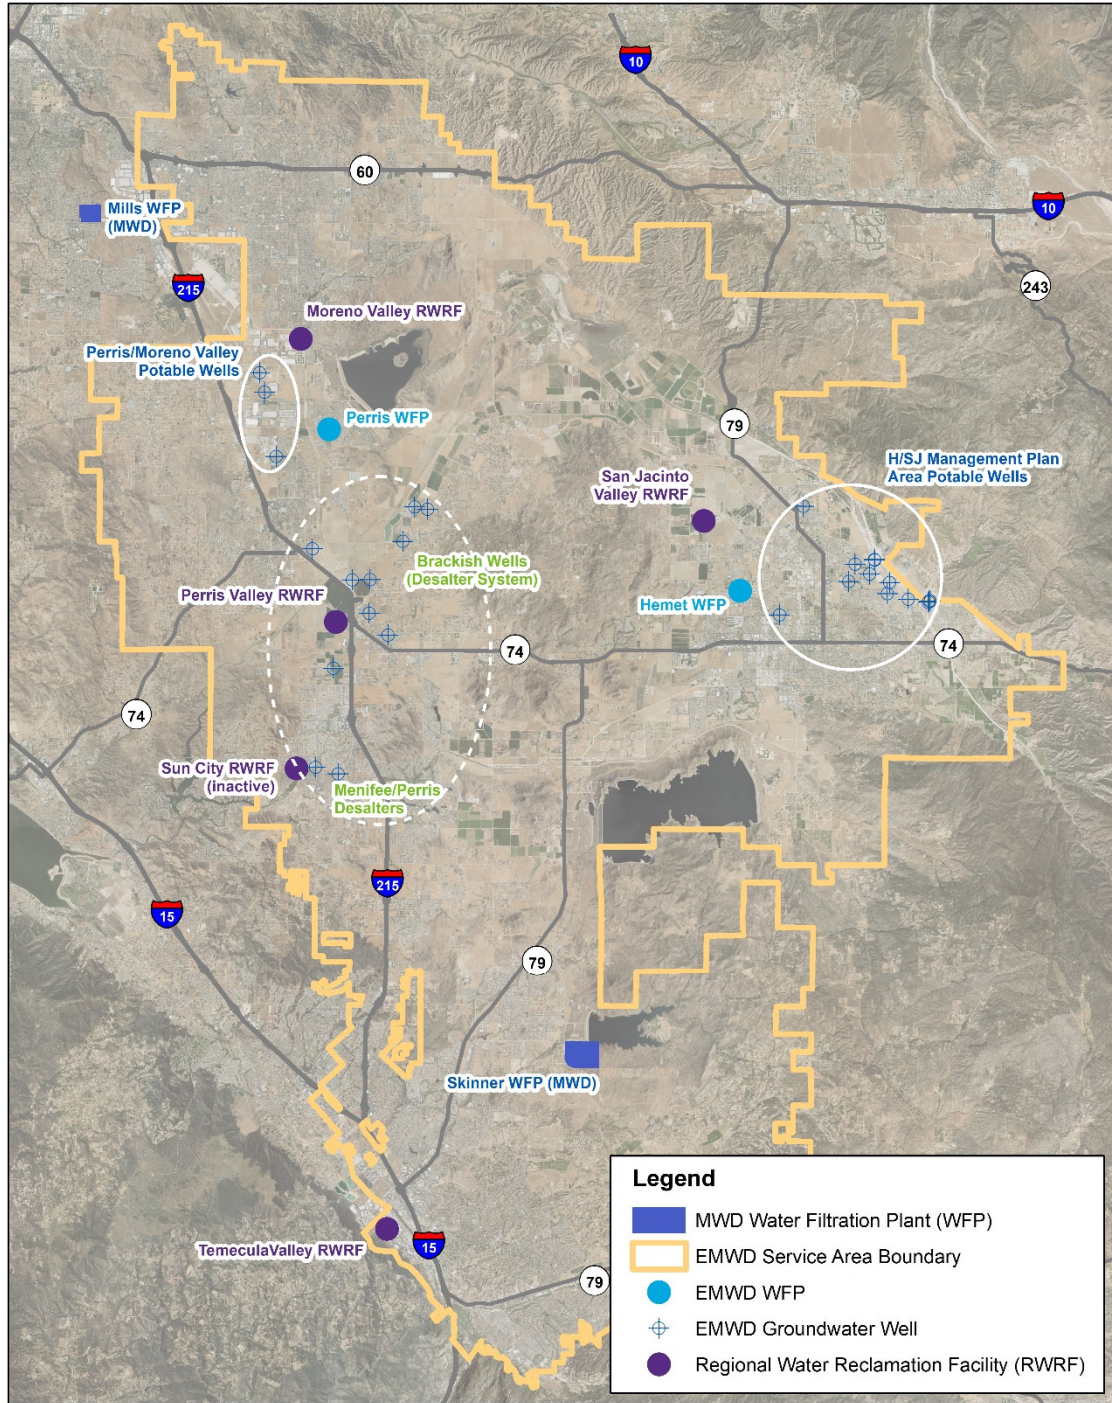 10
60
Mills WFP
(MWD)
10
215
243
Moreno Valley RWRF
Perris/Moreno Valley
Potable Wells
Perris WFP
79
H/SJ Management Plan
Area Potable Wells
San Jacinto
Valley RWRF
Brackish Wells
(Desalter System)
Hemet WFP
Perris Valley RWRF
74
74
74
Sun City RWRF
(inactive)
Menifee/Perris
Desalters
215
15
79
Skinner WFP (MWD)
TemeculaValley RWRF
15
79
Legend
MWD Water Filtration Plant (WFP)
EMWD Service Area Boundary
EMWD WFP
EMWD Groundwater Well
Regional Water Reclamation Facility (RWRF)